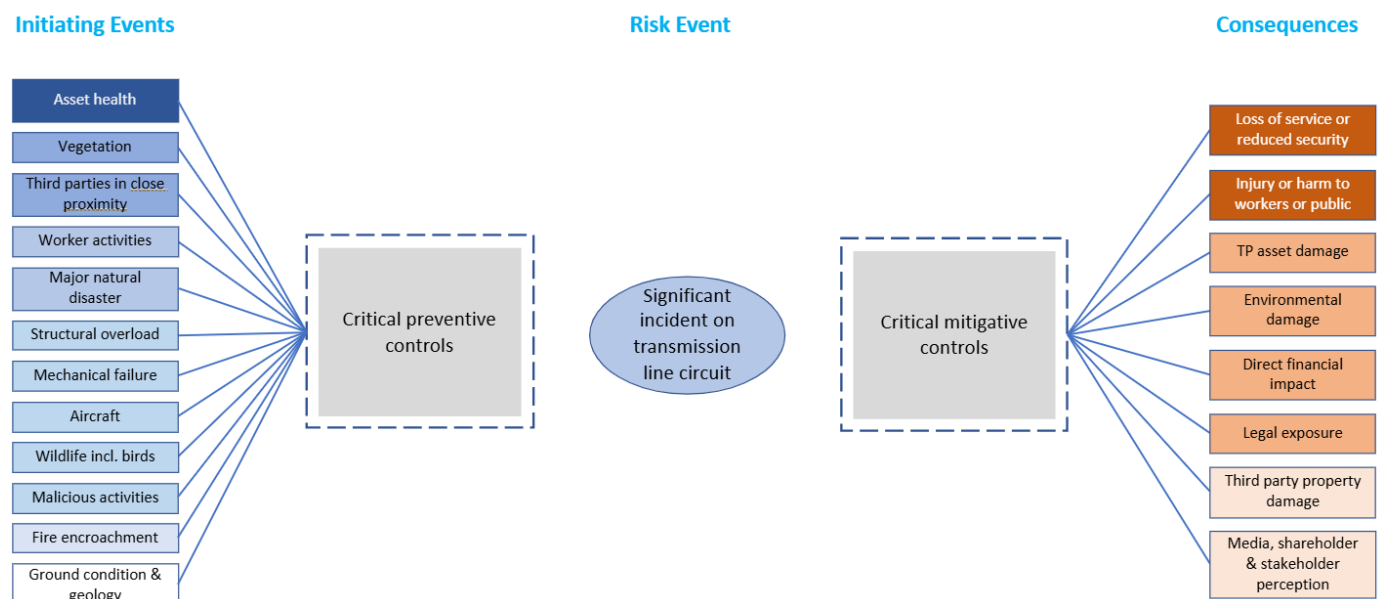 Initiating Events
Risk Event
Consequences
Asset health
Vegetation
Third parties in close
proximity
Worker activities
Major natural
disaster
Structural overload
Mechanical failure
Aircraft
Wildlife incl. birds
Malicious activities
Fire encroachment
Ground condition &
geology
Critical preventive
controls
Significant
incident on
transmission
line circuit
Critical mitigative
controls
Loss of service or
reduced security
Injury or harm to
workers or public
TP asset damage
Environmental
damage
Direct financial
impact
Legal exposure
Third party property
damage
Media, shareholder
& stakeholder
perception